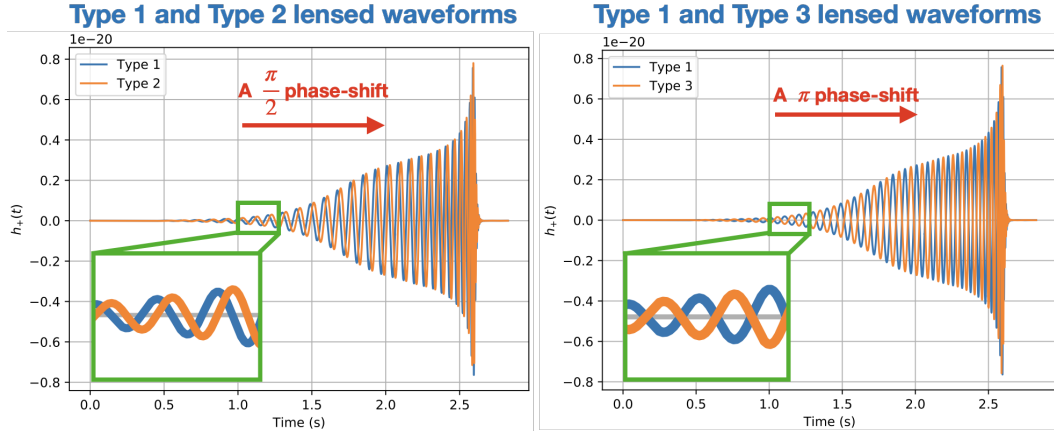 Type 1 and Type 2 lensed waveforms
1e−20
Type 1
Type 2
A π/2 phase-shift
0.8
0.6
0.4
0.2
0.0
−0.2
−0.4
−0.6
−0.8
h₊(t)
0.0 0.5 1.0 1.5 2.0 2.5
Time (s)
Type 1 and Type 3 lensed waveforms
1e−20
Type 1
Type 3
A π phase-shift
0.8
0.6
0.4
0.2
0.0
−0.2
−0.4
−0.6
−0.8
h₊(t)
0.0 0.5 1.0 1.5 2.0 2.5
Time (s)